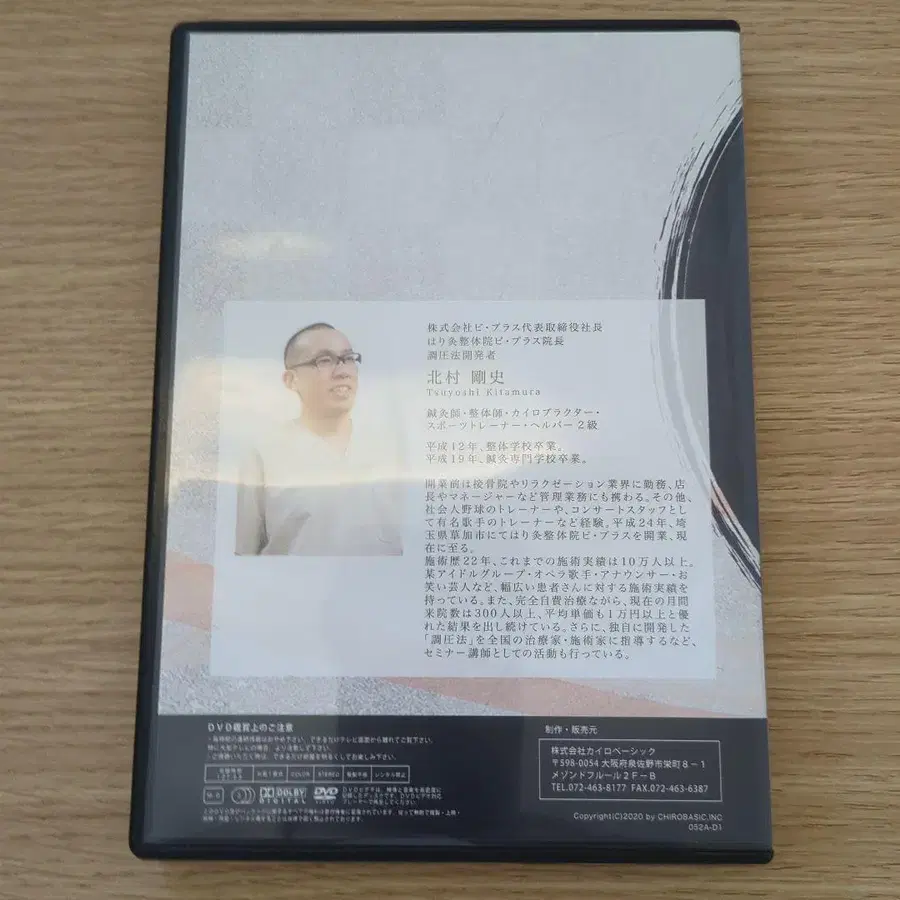 株式会社ビ・プラス代表取締役社長
はり灸整体院ビ・プラス院長
調圧法開発者
北村 剛史
Tsuyoshi Kitamura
鍼灸師・整体師・カイロプラクター・
スポーツトレーナー・ヘルパー2級
平成12年、整体学校卒業。
平成19年、鍼灸専門学校卒業。
開業前は接骨院やリラクゼーション業界に勤務、店
長やマネージャーなど管理業務にも携わる。その他、
社会人野球のトレーナーや、コンサートスタッフとし
て有名歌手のトレーナーなど経験。平成24年、埼
玉県草加市にてはり灸整体院ビ・プラスを開業、現
在に至る。
施術歴22年、これまでの施術実績は10万人以上。
某アイドルグループ・オペラ歌手・アナウンサー・お
笑い芸人など、幅広い患者さんに対する施術実績を
持っている。また、完全自費治療ながら、現在の月間
来院数は300人以上、平均単価も1万円以上と優
れた結果を出し続けている。さらに、独自に開発した
「調圧法」を全国の治療家・施術家に指導するなど、
セミナー講師としての活動も行っている。
DVD鑑賞上のご注意
COLOR
STEREO
複製不能
レンタル禁止
16:9
DOLBY
DIGITAL
DVD
VIDEO
制作・販売元
株式会社カイロベーシック
〒598-0054 大阪府泉佐野市栄町8-1
メゾンドフルール2F-B
TEL.072-463-8177 FAX.072-463-6387
Copyright(C)2020 by CHIROBASIC.INC
052A-D1